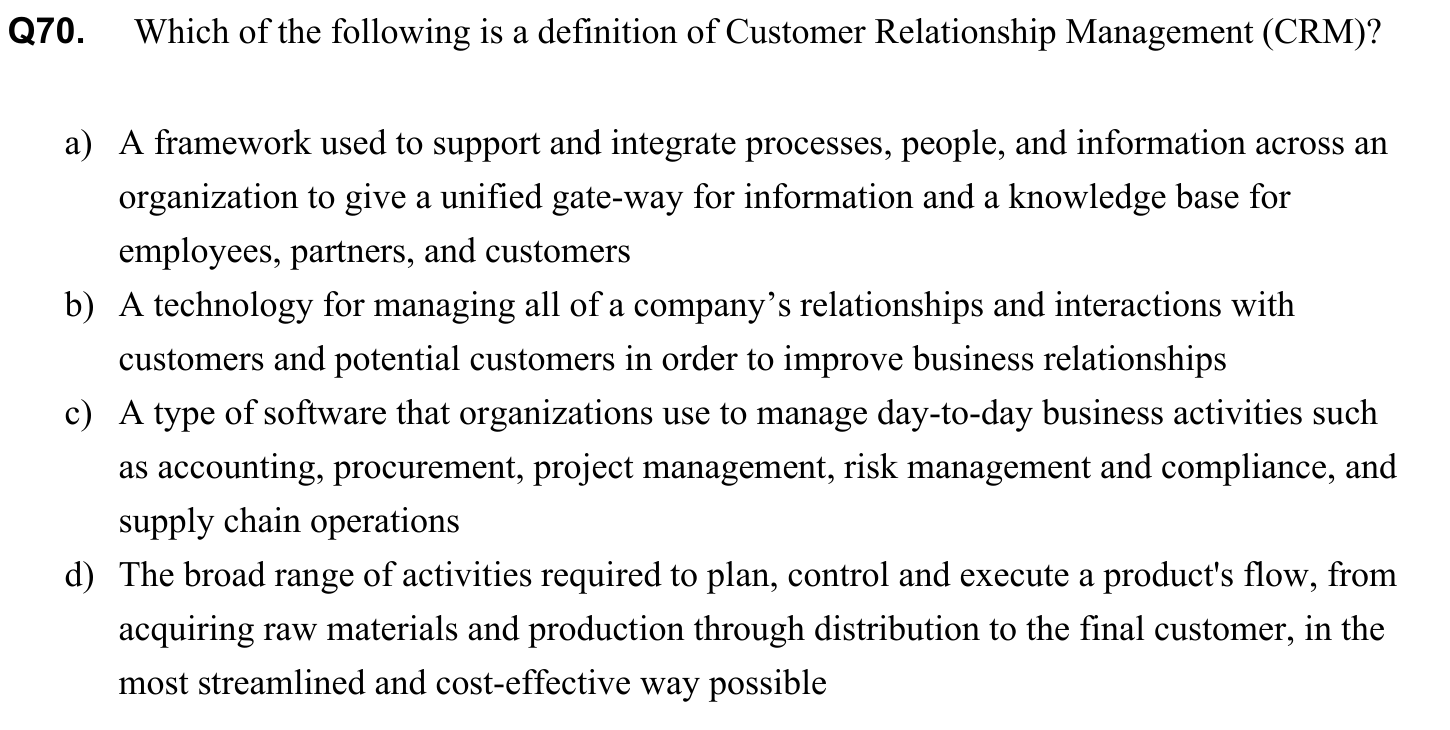 Q70. Which of the following is a definition of Customer Relationship Management (CRM)?
a) A framework used to support and integrate processes, people, and information across an
organization to give a unified gate-way for information and a knowledge base for
employees, partners, and customers
b) A technology for managing all of a company’s relationships and interactions with
customers and potential customers in order to improve business relationships
c) A type of software that organizations use to manage day-to-day business activities such
as accounting, procurement, project management, risk management and compliance, and
supply chain operations
d) The broad range of activities required to plan, control and execute a product's flow, from
acquiring raw materials and production through distribution to the final customer, in the
most streamlined and cost-effective way possible